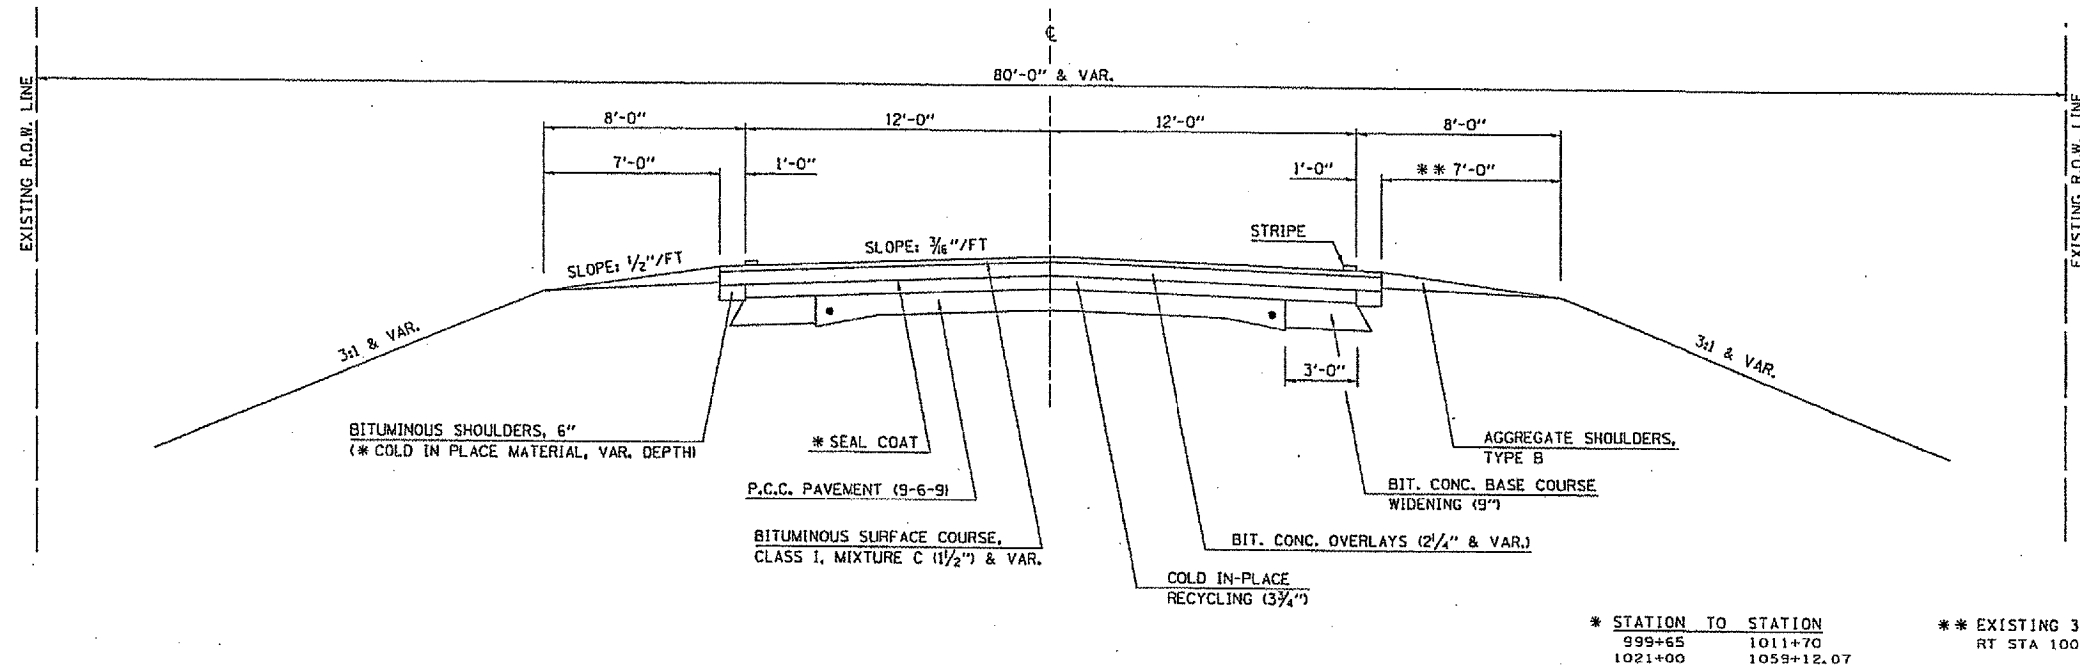 ℄
80'-0" & VAR.
EXISTING R.O.W. LINE
EXISTING R.O.W. LINE
8'-0"
12'-0"
12'-0"
8'-0"
7'-0"
1'-0"
1'-0"
** 7'-0"
STRIPE
SLOPE: 3/16"/FT
SLOPE: 1/2"/FT
3:1 & VAR.
3:1 & VAR.
3'-0"
BITUMINOUS SHOULDERS, 6"
(* COLD IN PLACE MATERIAL, VAR. DEPTH)
* SEAL COAT
AGGREGATE SHOULDERS,
TYPE B
P.C.C. PAVEMENT (9-6-9)
BIT. CONC. BASE COURSE
WIDENING (9")
BITUMINOUS SURFACE COURSE,
CLASS I, MIXTURE C (1 1/2") & VAR.
BIT. CONC. OVERLAYS (2 1/4" & VAR.)
COLD IN-PLACE
RECYCLING (3 3/4")
* STATION TO STATION
999+65 1011+70
1021+00 1059+12.07
** EXISTING 3
RT STA 100